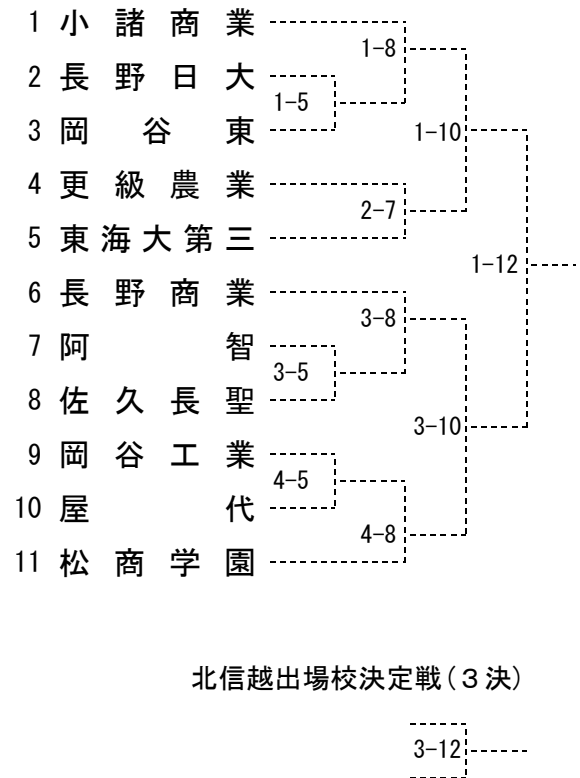 1 小諸商業
1-8
2 長野日大
1-5
3 岡谷東
1-10
4 更級農業
2-7
5 東海大第三
1-12
6 長野商業
3-8
7 阿智
3-5
8 佐久長聖
3-10
9 岡谷工業
4-5
10 屋代
4-8
11 松商学園
北信越出場校決定戦(3決)
3-12